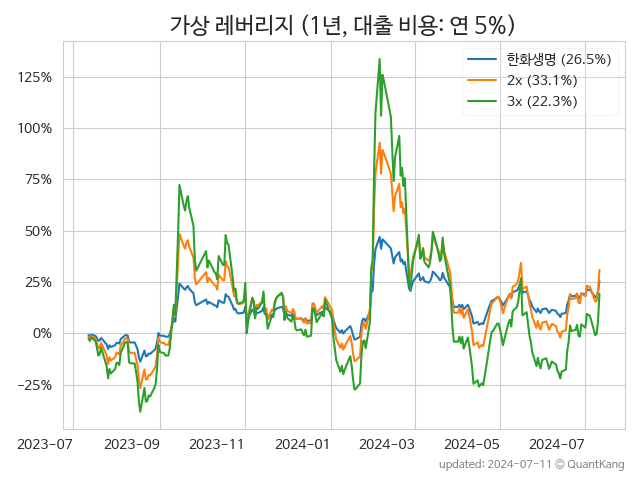 가상 레버리지 (1년, 대출 비용: 연 5%)
한화생명 (26.5%)
2x (33.1%)
3x (22.3%)
125%
100%
75%
50%
25%
0%
−25%
2023-07
2023-09
2023-11
2024-01
2024-03
2024-05
2024-07
updated: 2024-07-11 © QuantKang